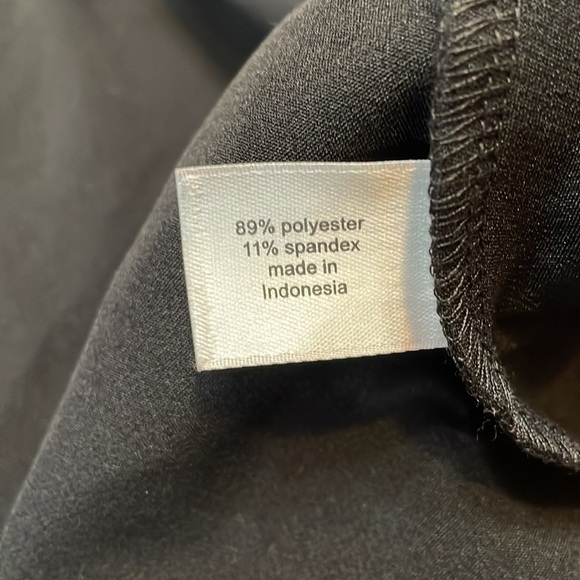 89% polyester
11% spandex
made in
Indonesia